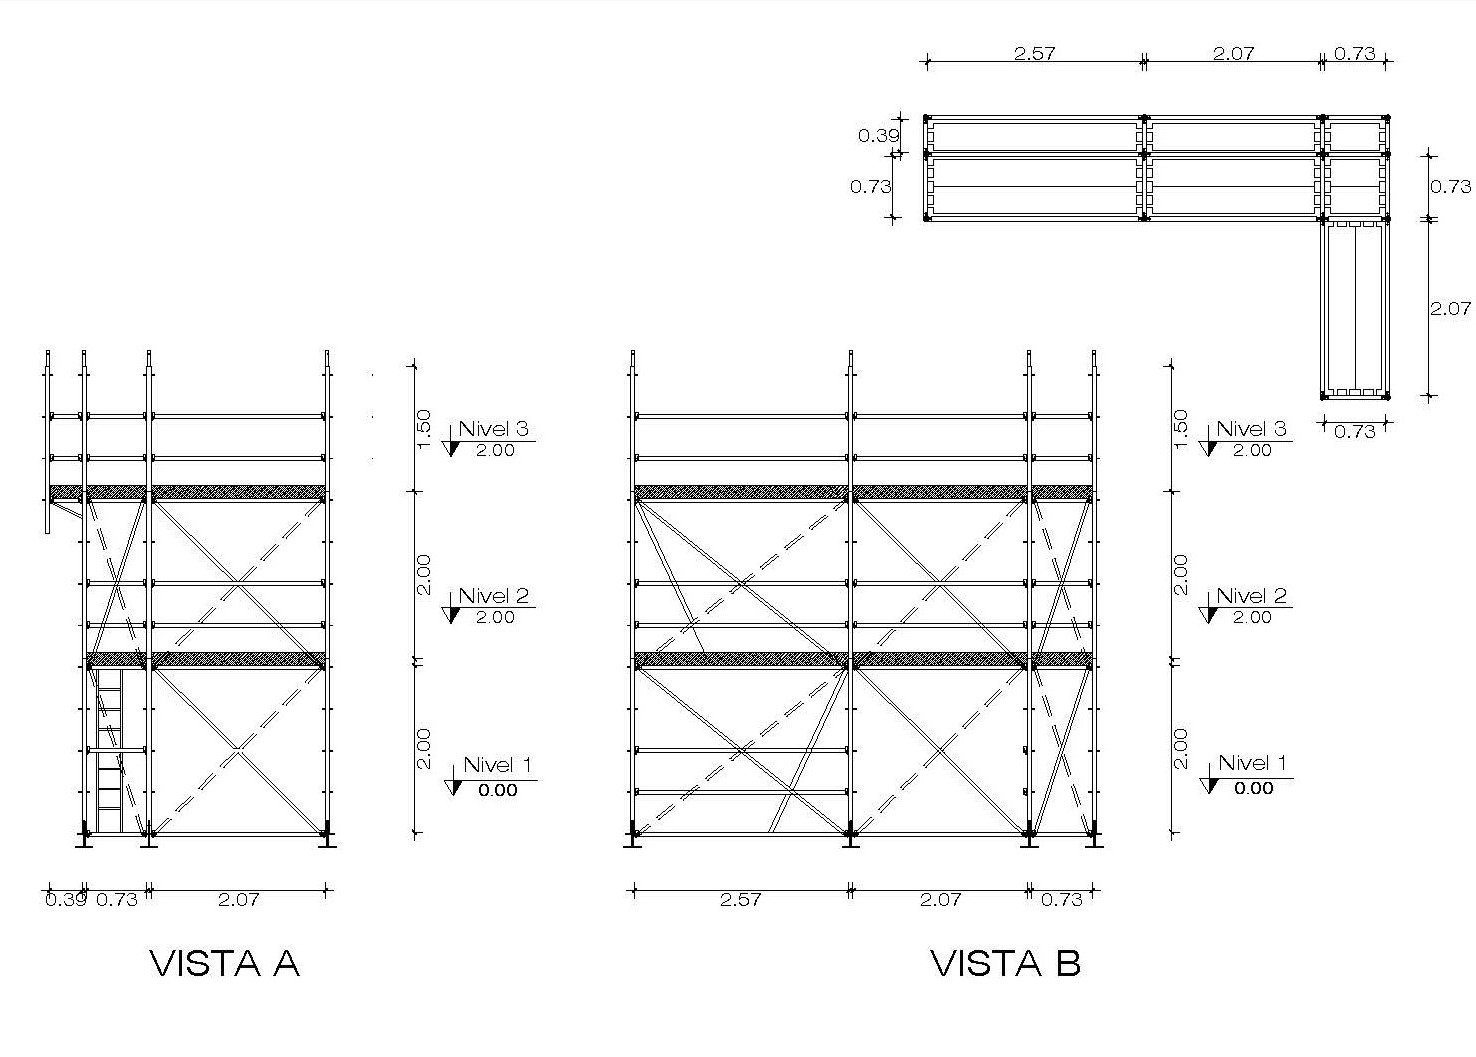 2.57 2.07 0.73
0.39
0.73 0.73
2.07
0.73
1.50 Nivel 3
2.00
2.00 Nivel 2
2.00
2.00 Nivel 1
0.00
0.39 0.73 2.07
VISTA A
1.50 Nivel 3
2.00
2.00 Nivel 2
2.00
2.00 Nivel 1
0.00
2.57 2.07 0.73
VISTA B